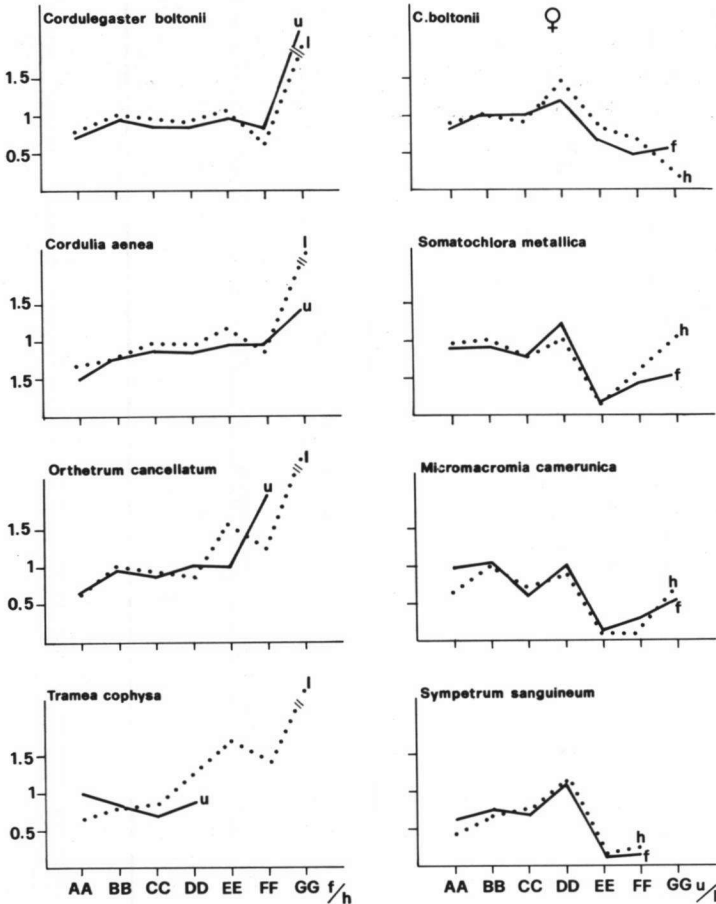 Cordulegaster boltonii
u
l
1.5
1
0.5
C.boltonii
♀
f
h
Cordulia aenea
l
u
1.5
1
1.5
Somatochlora metallica
h
f
Orthetrum cancellatum
u
l
1.5
1
0.5
Micromacromia camerunica
h
f
Tramea cophysa
l
u
1.5
1
0.5
AA BB CC DD EE FF GG f/h
Sympetrum sanguineum
h
f
AA BB CC DD EE FF GG u/l